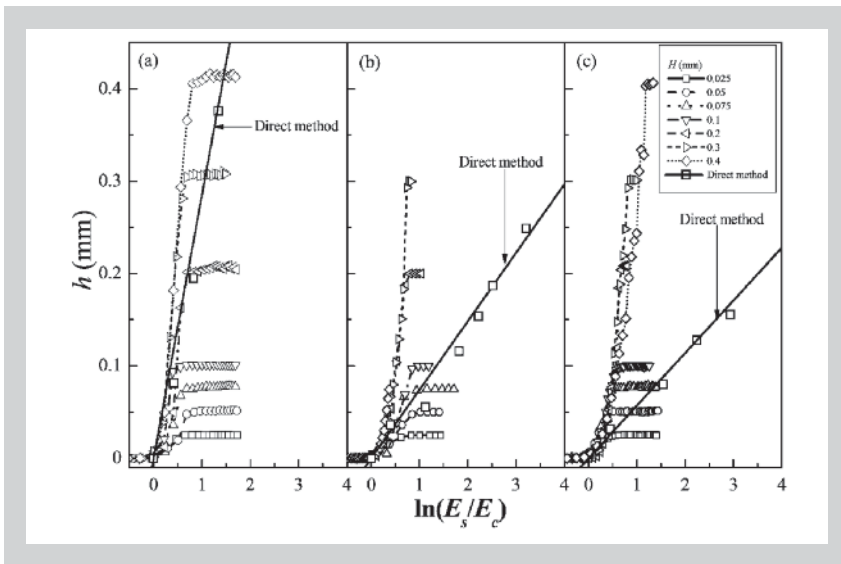 (a)
(b)
(c)
0.4
0.3
0.2
0.1
0
h (mm)
Direct method
Direct method
Direct method
H (mm)
0.025
0.05
0.075
0.1
0.2
0.3
0.4
Direct method
0 1 2 3 4
0 1 2 3 4
0 1 2 3 4
ln(E_s/E_c)